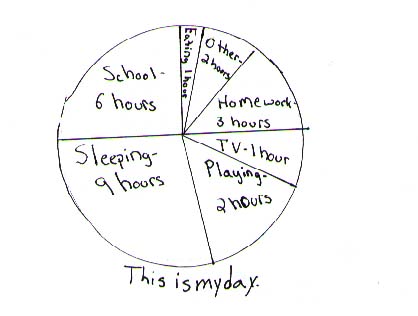 Eating 1 hour
Other-
2 hours
School-
6 hours
Homework-
3 hours
TV-1 hour
Sleeping-
9 hours
Playing-
2 hours
This is my day.